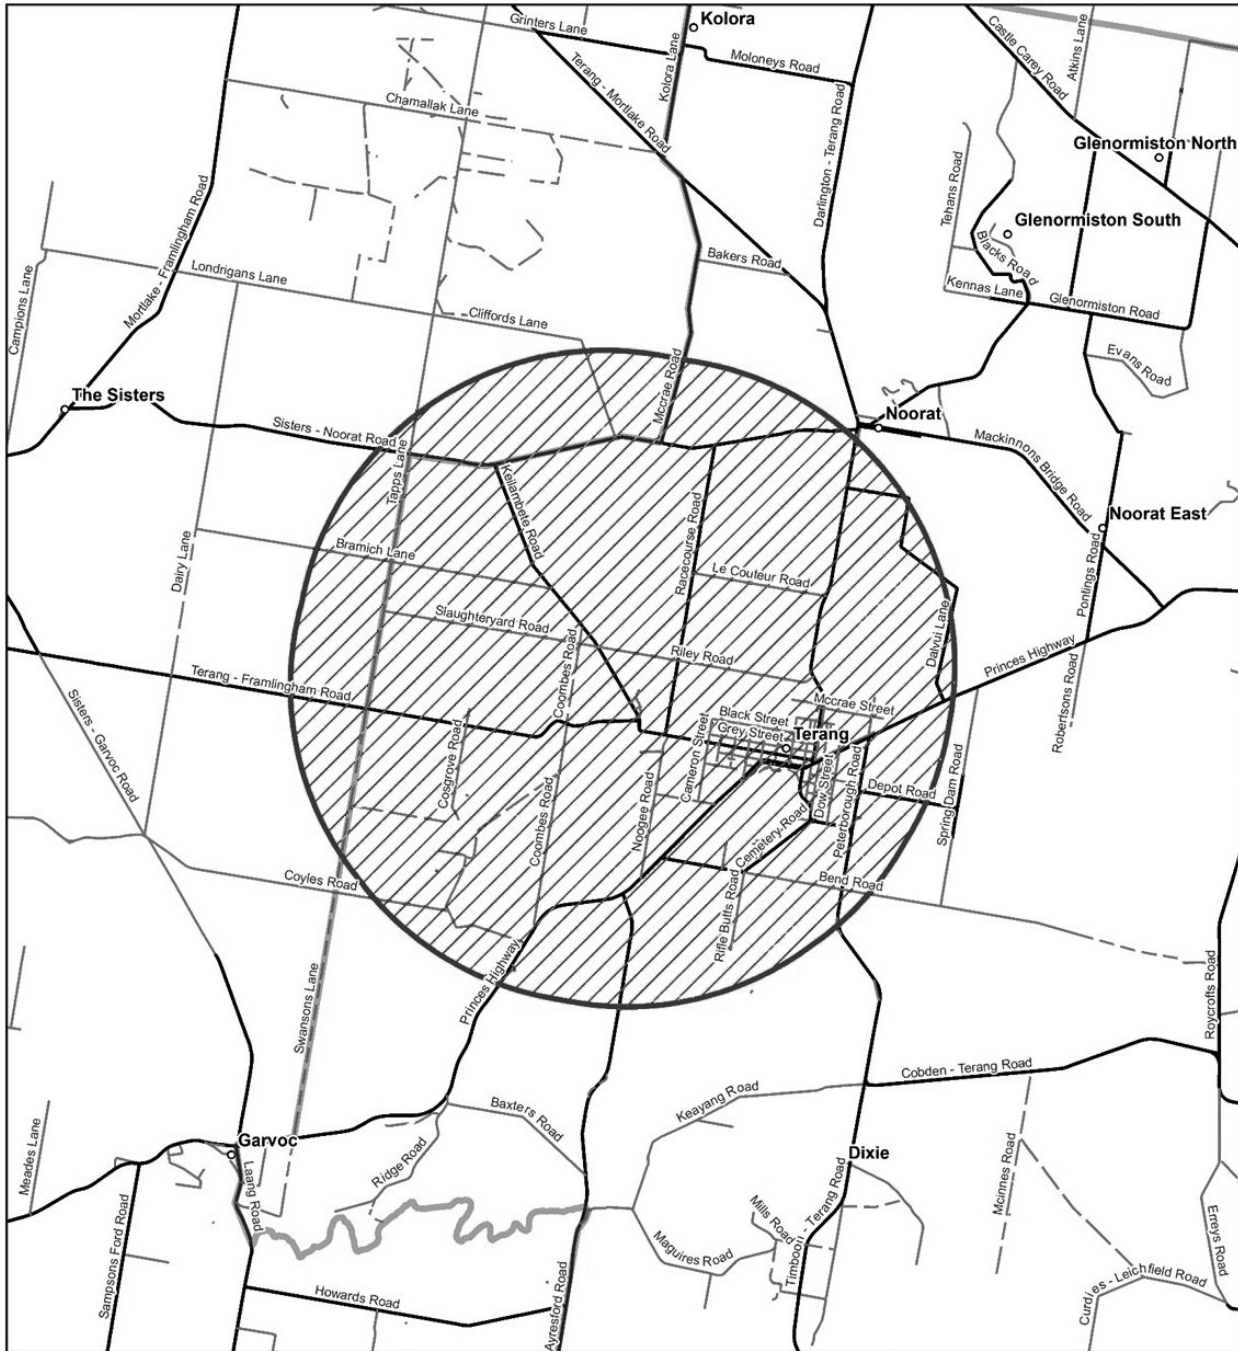 Kolora
Grinters Lane
Moloneys Road
Kolora Lane
Castle Carey Road
Atkins Lane
Terang - Mortlake Road
Chamallak Lane
Darlington - Terang Road
Glenormiston North
Tehans Road
Glenormiston South
Mortlake - Framlingham Road
Blacks Road
Bakers Road
Londrigans Lane
Kennas Lane
Glenormiston Road
Campions Lane
Cliffords Lane
Evans Road
The Sisters
Mccrae Road
Noorat
Sisters - Noorat Road
Mackinnons Bridge Road
Tapps Lane
Keilambete Road
Racecourse Road
Noorat East
Bramich Lane
Dairy Lane
Le Couteur Road
Pontings Road
Slaughteryard Road
Dalvui Lane
Coombes Road
Riley Road
Princes Highway
Terang - Framlingham Road
Mccrae Street
Sisters - Garvoc Road
Black Street
Grey Street
Terang
Robertsons Road
Cameron Street
Cosgrove Road
Dow Street
Peterborough Road
Depot Road
Spring Dam Road
Coombes Road
Noogee Road
Cemetery Road
Coyles Road
Bend Road
Rifle Butts Road
Princes Highway
Swansons Lane
Roycrofts Road
Cobden - Terang Road
Keayang Road
Baxters Road
Garvoc
Meades Lane
Ridge Road
Dixie
Mcinnes Road
Laang Road
Sampsons Ford Road
Mills Road
Timboon - Terang Road
Maguires Road
Erreys Road
Curdies - Leichfield Road
Howards Road
Ayresford Road